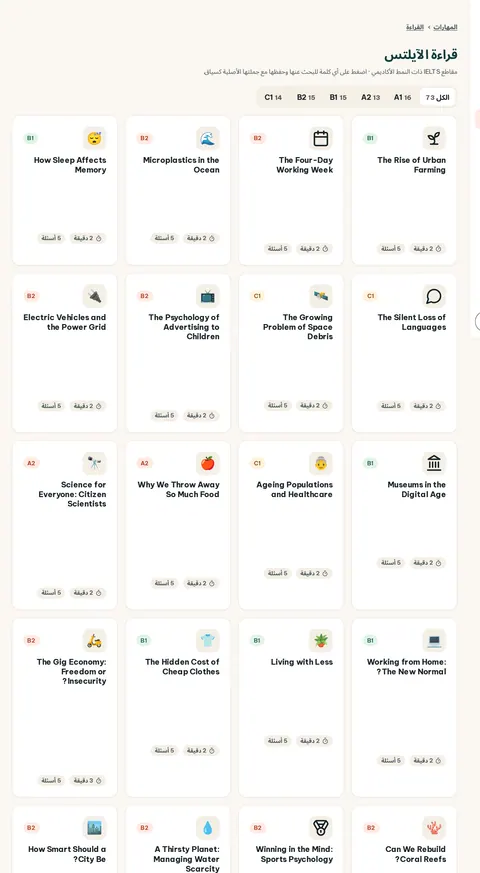 المهارات › القراءة
قراءة الآيلتس
مقاطع IELTS ذات النمط الأكاديمي · اضغط على أي كلمة للبحث عنها وحفظها مع جملتها الأصلية كسياق.
الكل 73 A1 16 A2 13 B1 15 B2 15 C1 14
B1
The Rise of Urban
Farming
2 دقيقة 5 أسئلة
B2
The Four-Day
Working Week
2 دقيقة 5 أسئلة
B2
Microplastics in the
Ocean
2 دقيقة 5 أسئلة
B1
How Sleep Affects
Memory
2 دقيقة 5 أسئلة
C1
The Silent Loss of
Languages
2 دقيقة 5 أسئلة
C1
The Growing
Problem of Space
Debris
2 دقيقة 5 أسئلة
B2
The Psychology of
Advertising to
Children
2 دقيقة 5 أسئلة
B2
Electric Vehicles and
the Power Grid
2 دقيقة 5 أسئلة
B1
Museums in the
Digital Age
2 دقيقة 5 أسئلة
C1
Ageing Populations
and Healthcare
2 دقيقة 5 أسئلة
A2
Why We Throw Away
So Much Food
2 دقيقة 5 أسئلة
A2
Science for
Everyone: Citizen
Scientists
2 دقيقة 5 أسئلة
B1
Working from Home:
The New Normal?
2 دقيقة 5 أسئلة
B1
Living with Less
2 دقيقة 5 أسئلة
B1
The Hidden Cost of
Cheap Clothes
2 دقيقة 5 أسئلة
B2
The Gig Economy:
Freedom or
Insecurity?
3 دقيقة 5 أسئلة
B2
Can We Rebuild
Coral Reefs?
B2
Winning in the Mind:
Sports Psychology
B2
A Thirsty Planet:
Managing Water
Scarcity
B2
How Smart Should a
City Be?